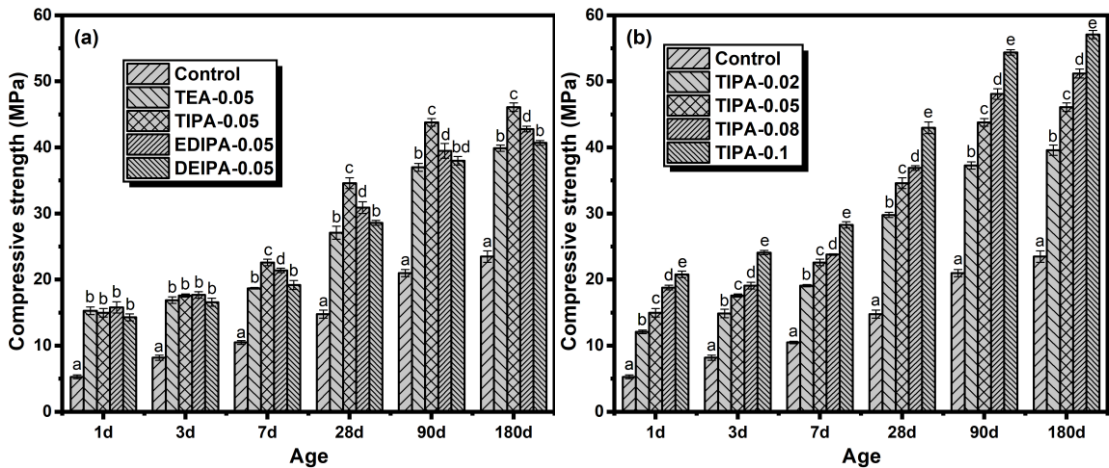 (a)
Control
TEA-0.05
TIPA-0.05
EDIPA-0.05
DEIPA-0.05
Compressive strength (MPa)
60
50
40
30
20
10
0
a b b b b
a b b b b
a b c d b
a b c d b
a b c d bd
a b c d b
1d 3d 7d 28d 90d 180d
Age
(b)
Control
TIPA-0.02
TIPA-0.05
TIPA-0.08
TIPA-0.1
Compressive strength (MPa)
60
50
40
30
20
10
0
a b c d e
a b c d e
a b c d e
a b c d e
a b c d e
a b c d e
1d 3d 7d 28d 90d 180d
Age